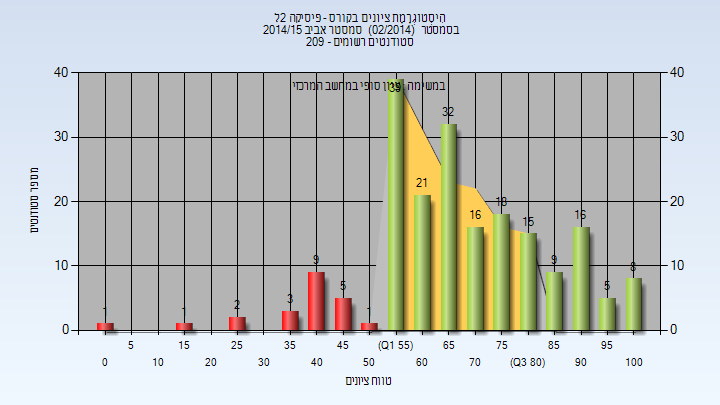 היסטוגרמת ציונים בקורס - פיסיקה 2ל
בסמסטר (02/2014) סמסטר אביב 2014/15
סטודנטים רשומים - 209
במשימה ציון סופי במחשב המרכזי
מספר סטודנטים
40 40
30 30
20 20
10 10
0 0
1 1 2 3 9 5 1 39 21 32 16 18 15 9 16 5 8
5 15 25 35 45 (Q1 55) 65 75 85 95
0 10 20 30 40 50 60 70 (Q3 80) 90 100
טווח ציונים